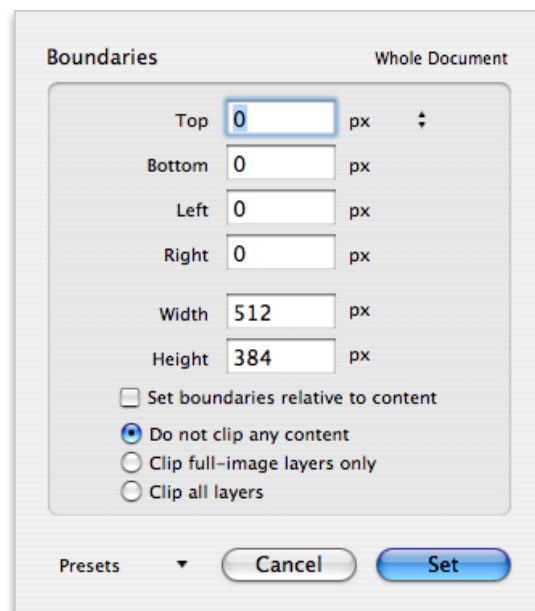 Boundaries Whole Document
Top 0 px
Bottom 0 px
Left 0 px
Right 0 px
Width 512 px
Height 384 px
Set boundaries relative to content
Do not clip any content
Clip full-image layers only
Clip all layers
Presets Cancel Set